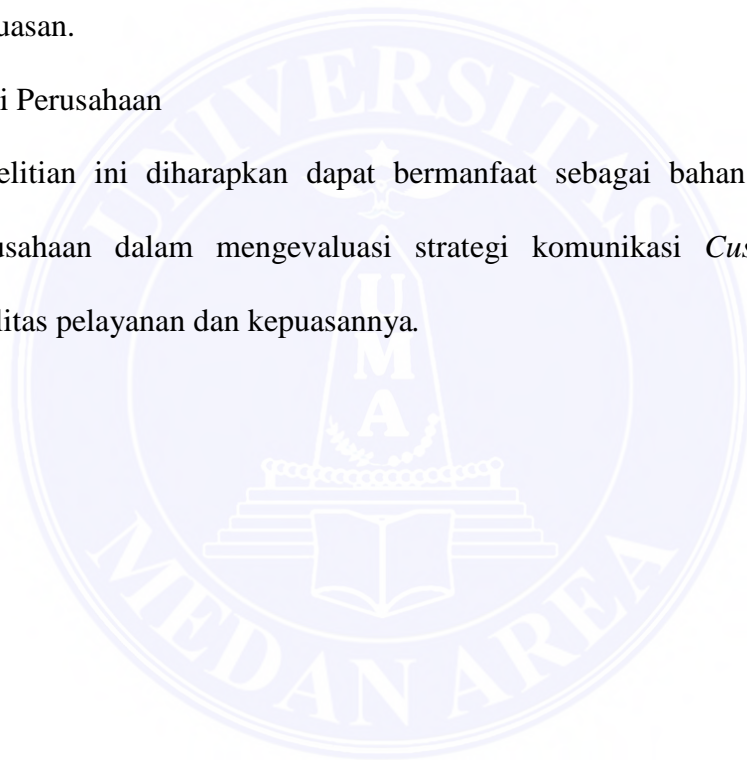 uasan.
i Perusahaan
elitian ini diharapkan dapat bermanfaat sebagai bahan
usahaan dalam mengevaluasi strategi komunikasi Cus
litas pelayanan dan kepuasannya.
UNIVERSITAS
U
M
A
MEDAN AREA